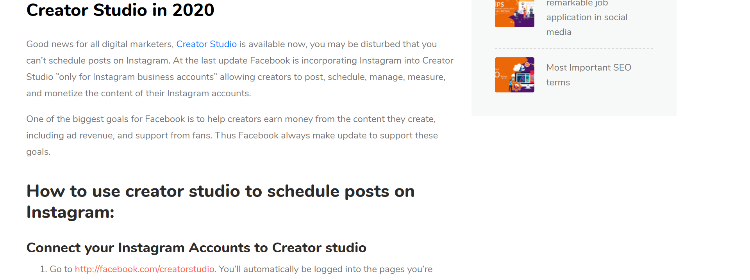 Creator Studio in 2020
Good news for all digital marketers, Creator Studio is available now, you may be disturbed that you
can't schedule posts on Instagram. At the last update Facebook is incorporating Instagram into Creator
Studio "only for Instagram business accounts" allowing creators to post, schedule, manage, measure,
and monetize the content of their Instagram accounts.
One of the biggest goals for Facebook is to help creators earn money from the content they create,
including ad revenue, and support from fans. Thus Facebook always make update to support these
goals.
How to use creator studio to schedule posts on
Instagram:
Connect your Instagram Accounts to Creator studio
1. Go to http://facebook.com/creatorstudio. You'll automatically be logged into the pages you're
remarkable job
application in social
media
Most Important SEO
terms